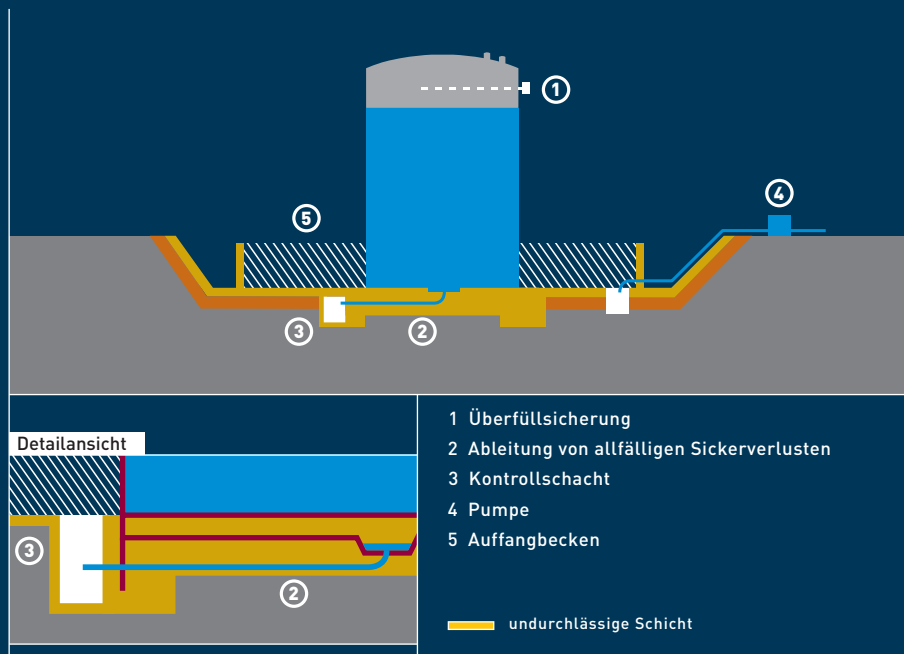 1
5
4
3
2
Detailansicht
3
2
1 Überfüllsicherung
2 Ableitung von allfälligen Sickerverlusten
3 Kontrollschacht
4 Pumpe
5 Auffangbecken
undurchlässige Schicht